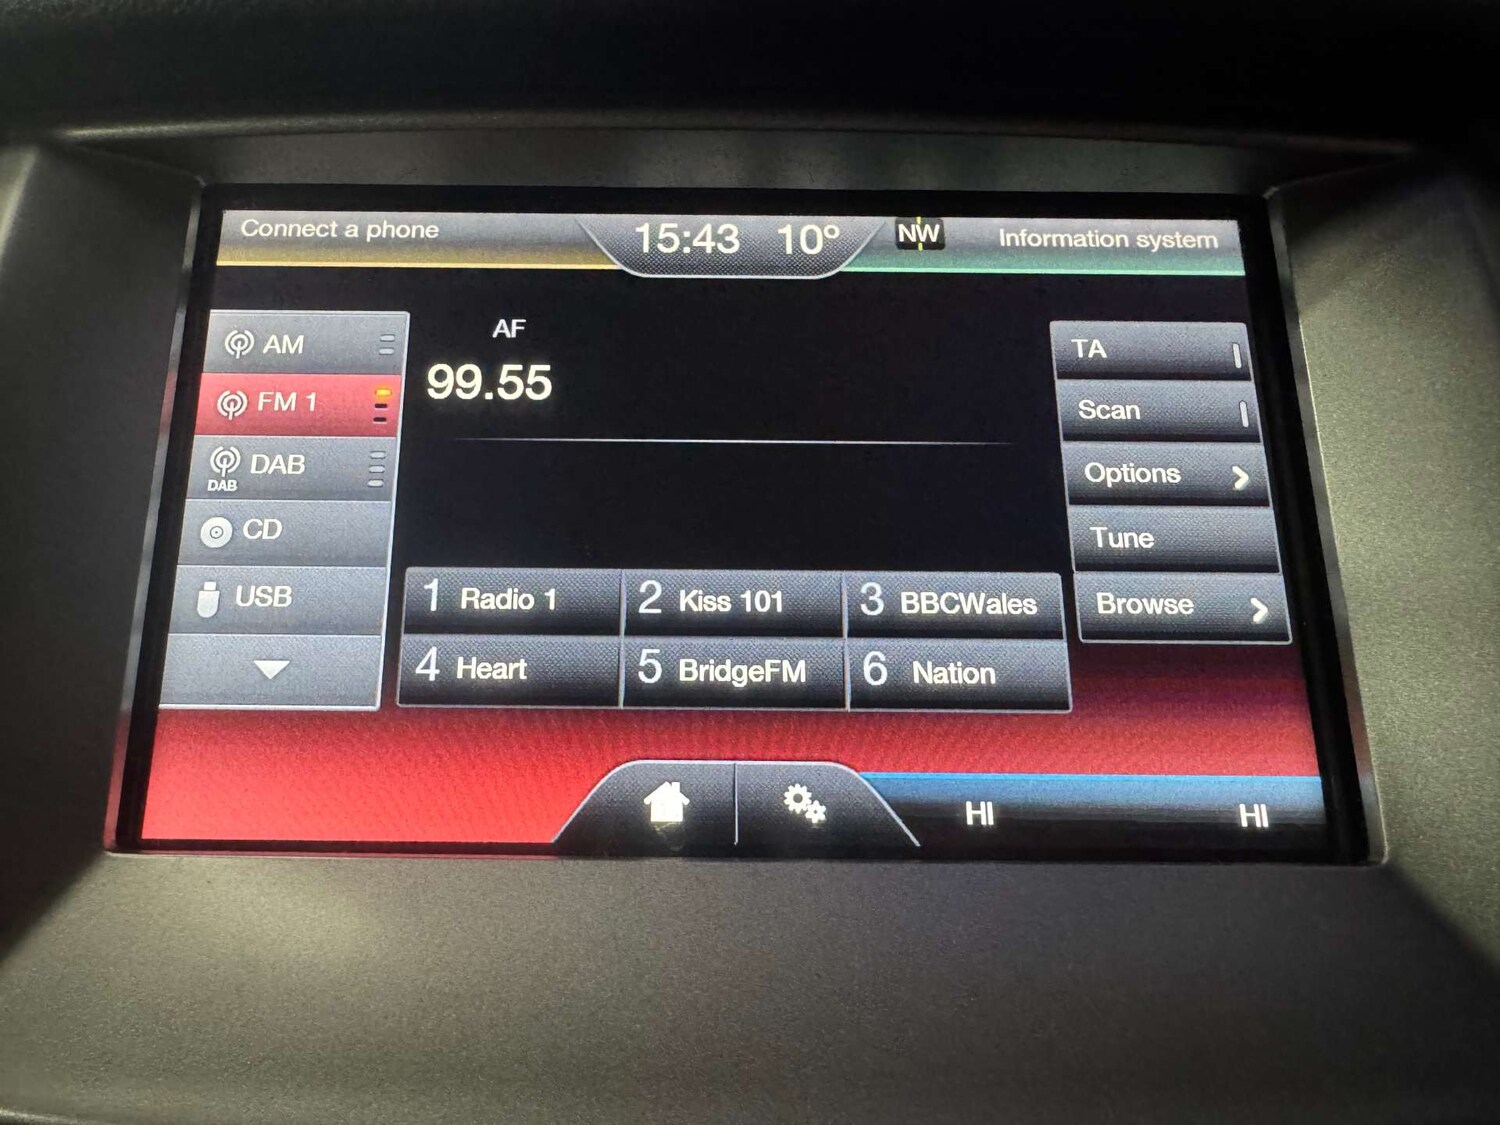 Connect a phone
15:43 10°
NW
Information system
AM
FM 1
DAB
DAB
CD
USB
AF
99.55
TA
Scan
Options
Tune
Browse
1 Radio 1
2 Kiss 101
3 BBCWales
4 Heart
5 BridgeFM
6 Nation
HI
HI